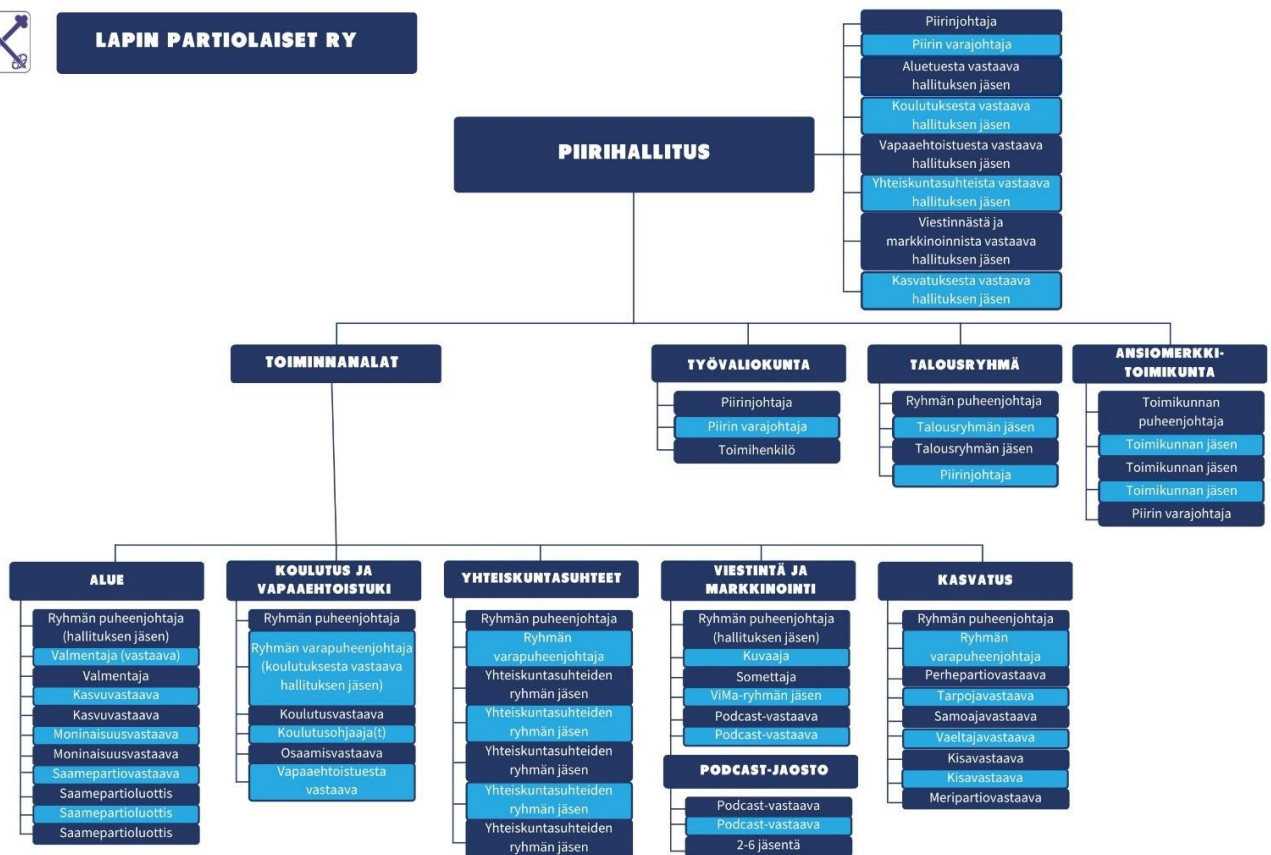 LAPIN PARTIOLAISET RY
PIIRIHALLITUS
Piirinjohtaja
Piirin varajohtaja
Aluetuesta vastaava
hallituksen jäsen
Koulutuksesta vastaava
hallituksen jäsen
Vapaaehtoistuesta vastaava
hallituksen jäsen
Yhteiskuntasuhteista vastaava
hallituksen jäsen
Viestinnästä ja
markkinoinnista vastaava
hallituksen jäsen
Kasvatuksesta vastaava
hallituksen jäsen
TOIMINNANALAT
TYÖVALIOKUNTA
Piirinjohtaja
Piirin varajohtaja
Toimihenkilö
TALOUSRYHMÄ
Ryhmän puheenjohtaja
Talousryhmän jäsen
Talousryhmän jäsen
Piirinjohtaja
ANSIOMERKKI-
TOIMIKUNTA
Toimikunnan
puheenjohtaja
Toimikunnan jäsen
Toimikunnan jäsen
Toimikunnan jäsen
Piirin varajohtaja
ALUE
Ryhmän puheenjohtaja
(hallituksen jäsen)
Valmentaja (vastaava)
Valmentaja
Kasvuvastaava
Kasvuvastaava
Moninaisuusvastaava
Moninaisuusvastaava
Saamepartiovastaava
Saamepartioluottis
Saamepartioluottis
Saamepartioluottis
KOULUTUS JA
VAPAAEHTOISTUKI
Ryhmän puheenjohtaja
Ryhmän varapuheenjohtaja
(koulutuksesta vastaava
hallituksen jäsen)
Koulutusvastaava
Koulutusohjaaja(t)
Osaamisvastaava
Vapaaehtoistuesta
vastaava
YHTEISKUNTASUHTEET
Ryhmän puheenjohtaja
Ryhmän
varapuheenjohtaja
Yhteiskuntasuhteiden
ryhmän jäsen
Yhteiskuntasuhteiden
ryhmän jäsen
Yhteiskuntasuhteiden
ryhmän jäsen
Yhteiskuntasuhteiden
ryhmän jäsen
Yhteiskuntasuhteiden
ryhmän jäsen
VIESTINTÄ JA
MARKKINOINTI
Ryhmän puheenjohtaja
(hallituksen jäsen)
Kuvaaja
Somettaja
ViMa-ryhmän jäsen
Podcast-vastaava
Podcast-vastaava
PODCAST-JAOSTO
Podcast-vastaava
Podcast-vastaava
2-6 jäsentä
KASVATUS
Ryhmän puheenjohtaja
Ryhmän
varapuheenjohtaja
Perhepartiovastaava
Tarpojavastaava
Samoajavastaava
Vaeltajavastaava
Kisavastaava
Kisavastaava
Meripartiovastaava